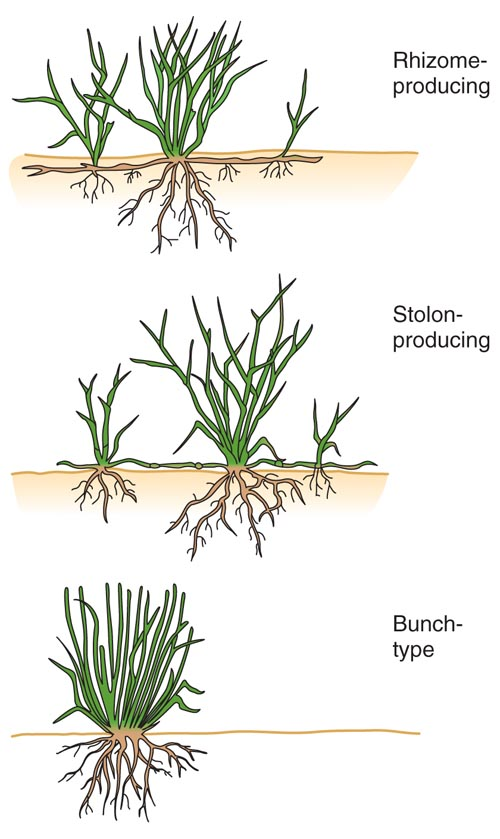 Rhizome-
producing
Stolon-
producing
Bunch-
type